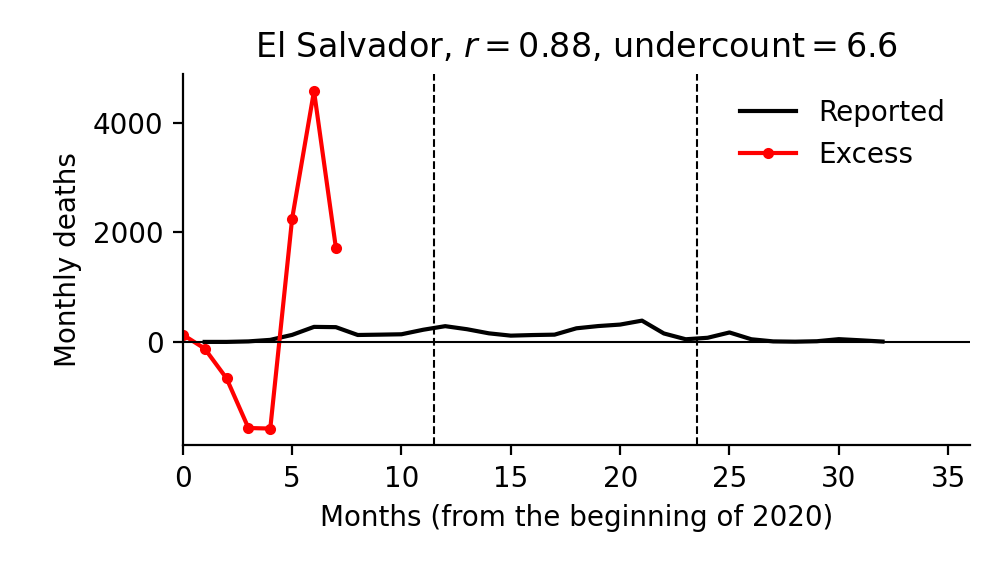 El Salvador, r = 0.88, undercount = 6.6
Reported
Excess
Monthly deaths
4000
2000
0
0 5 10 15 20 25 30 35
Months (from the beginning of 2020)